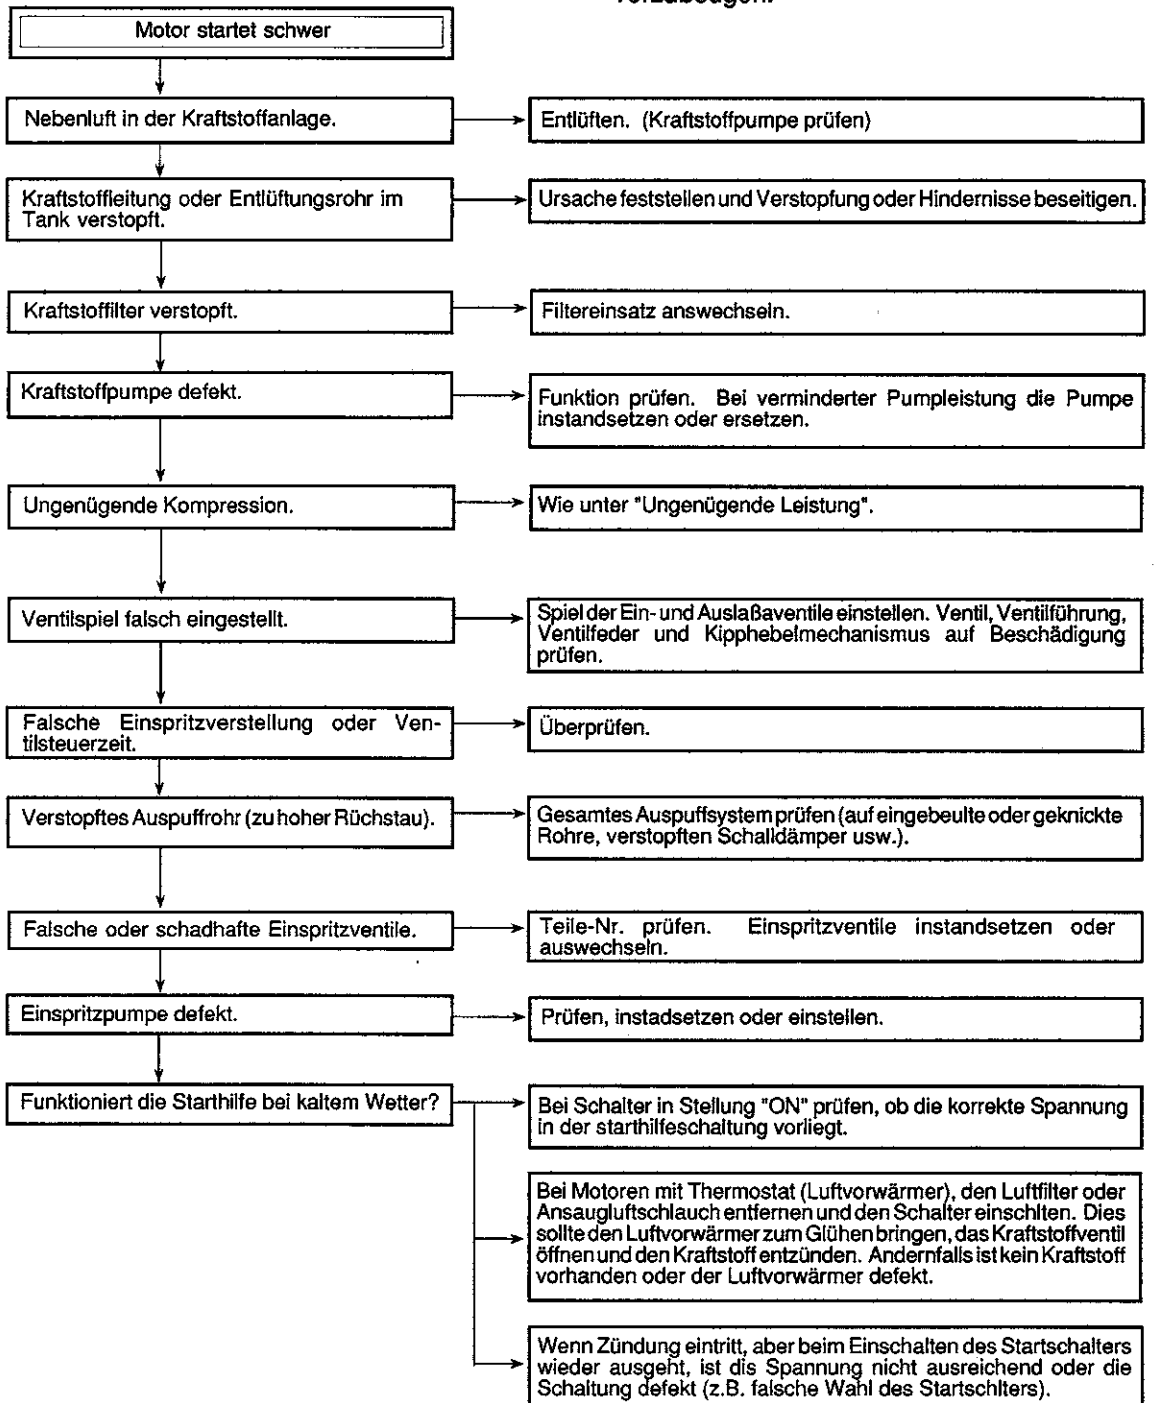 Motor startet schwer
Nebenluft in der Kraftstoffanlage.
Entlüften. (Kraftstoffpumpe prüfen)
Kraftstoffleitung oder Entlüftungsrohr im
Tank verstopft.
Ursache feststellen und Verstopfung oder Hindernisse beseitigen.
Kraftstoffilter verstopft.
Filtereinsatz answechseln.
Kraftstoffpumpe defekt.
Funktion prüfen. Bei verminderter Pumpleistung die Pumpe
instandsetzen oder ersetzen.
Ungenügende Kompression.
Wie unter "Ungenügende Leistung".
Ventilspiel falsch eingestellt.
Spiel der Ein- und Auslaßaventile einstellen. Ventil, Ventilführung,
Ventilfeder und Kipphebelmechanismus auf Beschädigung
prüfen.
Falsche Einspritzverstellung oder Ven-
tilsteuerzeit.
Überprüfen.
Verstopftes Auspuffrohr (zu hoher Rüchstau).
Gesamtes Auspuffsystem prüfen (auf eingebeulte oder geknickte
Rohre, verstopften Schalldämper usw.).
Falsche oder schadhafte Einspritzventile.
Teile-Nr. prüfen. Einspritzventile instandsetzen oder
auswechseln.
Einspritzpumpe defekt.
Prüfen, instadsetzen oder einstellen.
Funktioniert die Starthilfe bei kaltem Wetter?
Bei Schalter in Stellung "ON" prüfen, ob die korrekte Spannung
in der starthilfeschaltung vorliegt.
Bei Motoren mit Thermostat (Luftvorwärmer), den Luftfilter oder
Ansaugluftschlauch entfernen und den Schalter einschlten. Dies
sollte den Luftvorwärmer zum Glühen bringen, das Kraftstoffventil
öffnen und den Kraftstoff entzünden. Andernfalls ist kein Kraftstoff
vorhanden oder der Luftvorwärmer defekt.
Wenn Zündung eintritt, aber beim Einschalten des Startschalters
wieder ausgeht, ist dis Spannung nicht ausreichend oder die
Schaltung defekt (z.B. falsche Wahl des Startschlters).